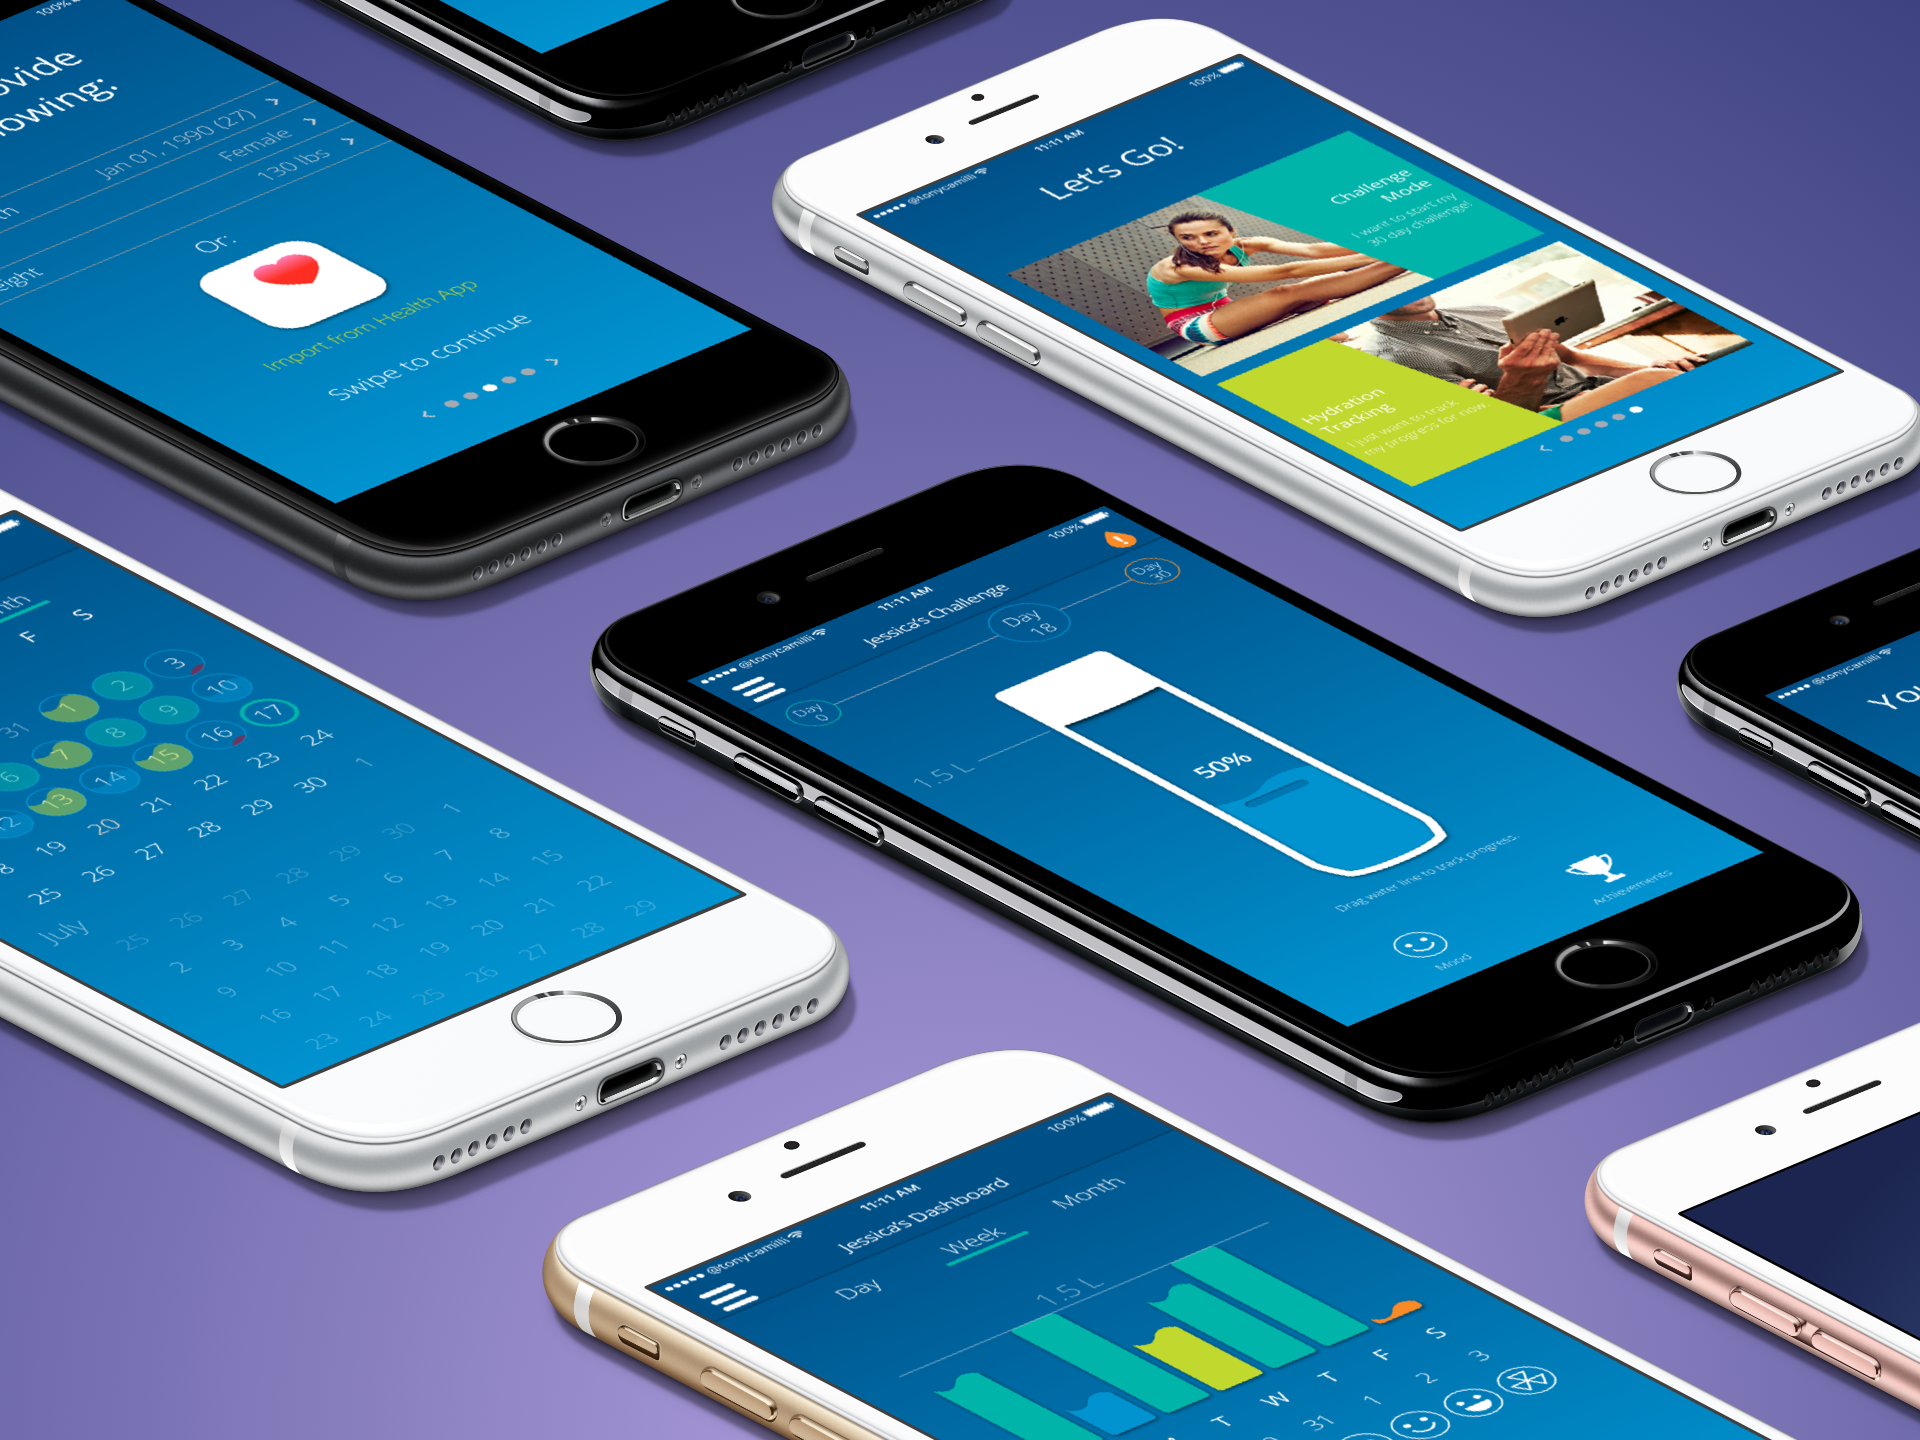 100%
ovide
owing:
Jan 01, 1990 (27)
Female
th
130 lbs
eight
Or:
Import from Health App
Swipe to continue
@tonycamilli
11:11 AM
100%
Let's Go!
Challenge
Mode
I want to start my
30 day challenge!
Hydration
Tracking
I just want to track
my progress for now.
nth
F S
1 2 3
31 8 9 10
6 7 15 16 17
12 13 14 22 23 24
19 20 21 28 29 30 1
25 26 27
July
25 26 27 28 29 30 1
2 3 4 5 6 7 8
9 10 11 12 13 14 15
16 17 18 19 20 21 22
23 24 25 26 27 28 29
@tonycamilli
11:11 AM
100%
Jessica's Challenge
Day
0
Day
18
Day
30
1.5 L
50%
Drag water line to track progress.
Mood
Achievements
@tonycamilli
You
@tonycamilli
11:11 AM
100%
Jessica's Dashboard
Day
Week
Month
1.5 L
T W T F S
31 1 2 3